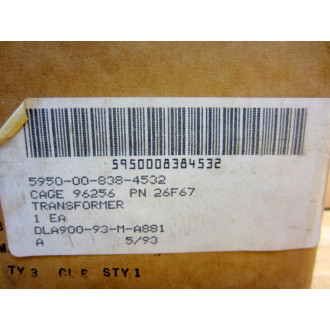 5950008384532
5950-00-838-4532
CAGE 96256 PN 26F67
TRANSFORMER
1 EA
DLA900-93-M-A881
A 5/93
TY 3 CL F STY 1